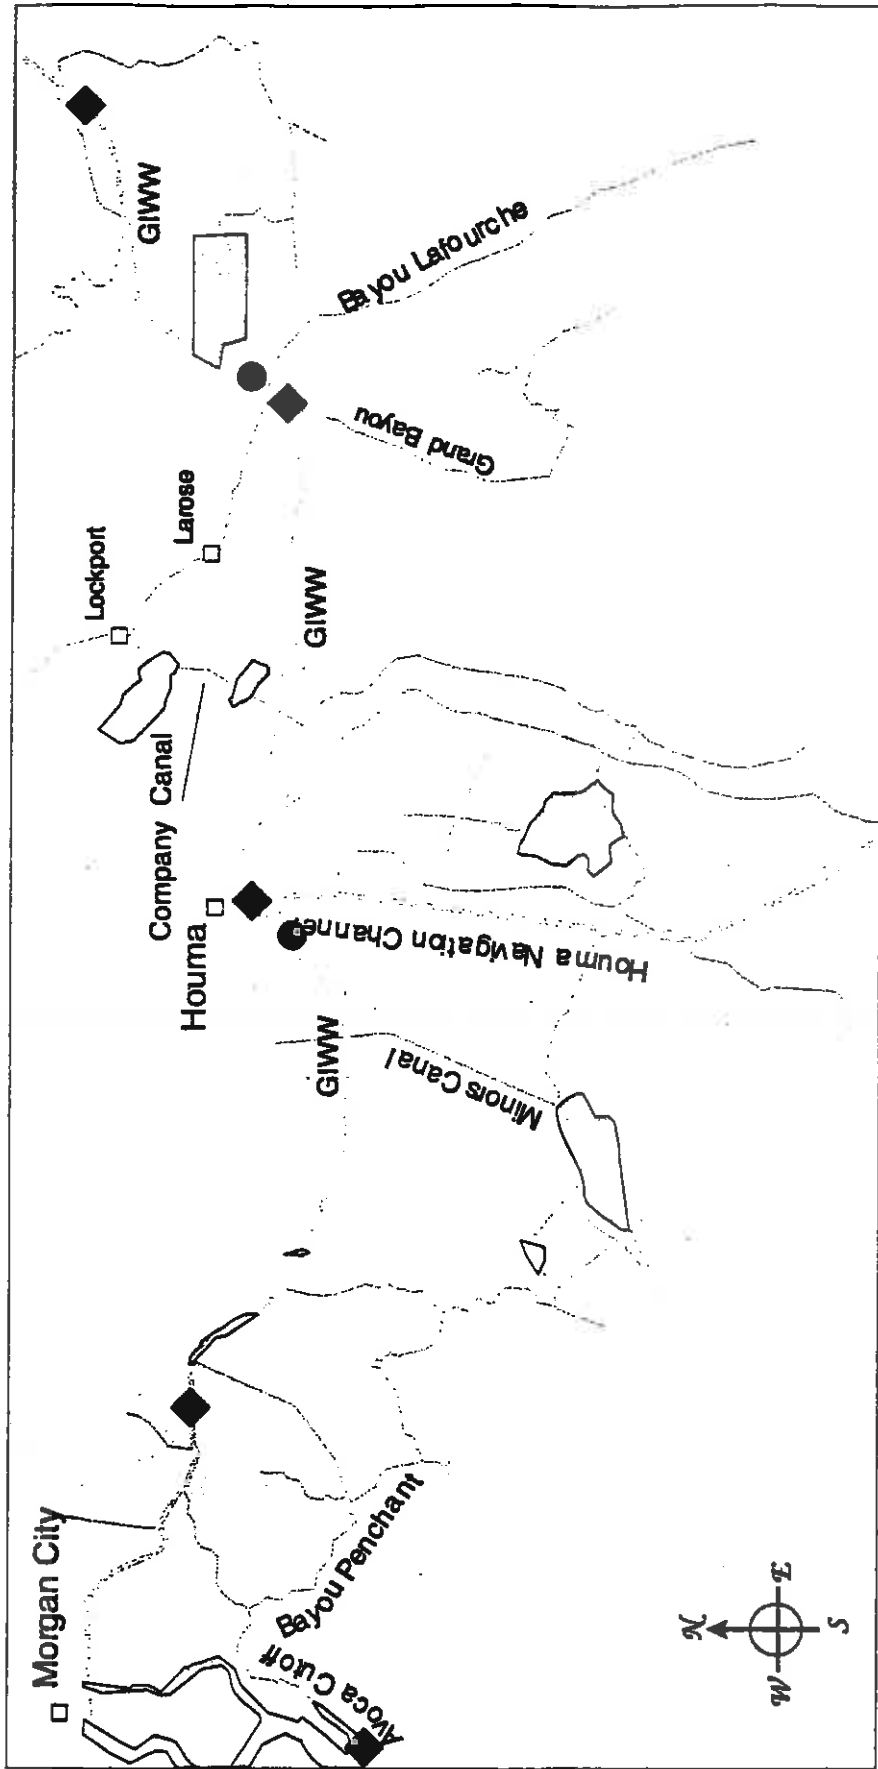 Morgan City
Avoca Cutoff
Bayou Penchant
GIWW
Minors Canal
Houma
Houma Navigation Channel
Company Canal
Lockport
Larose
GIWW
Grand Bayou
Bayou Lafourche
GIWW
N
W
E
S